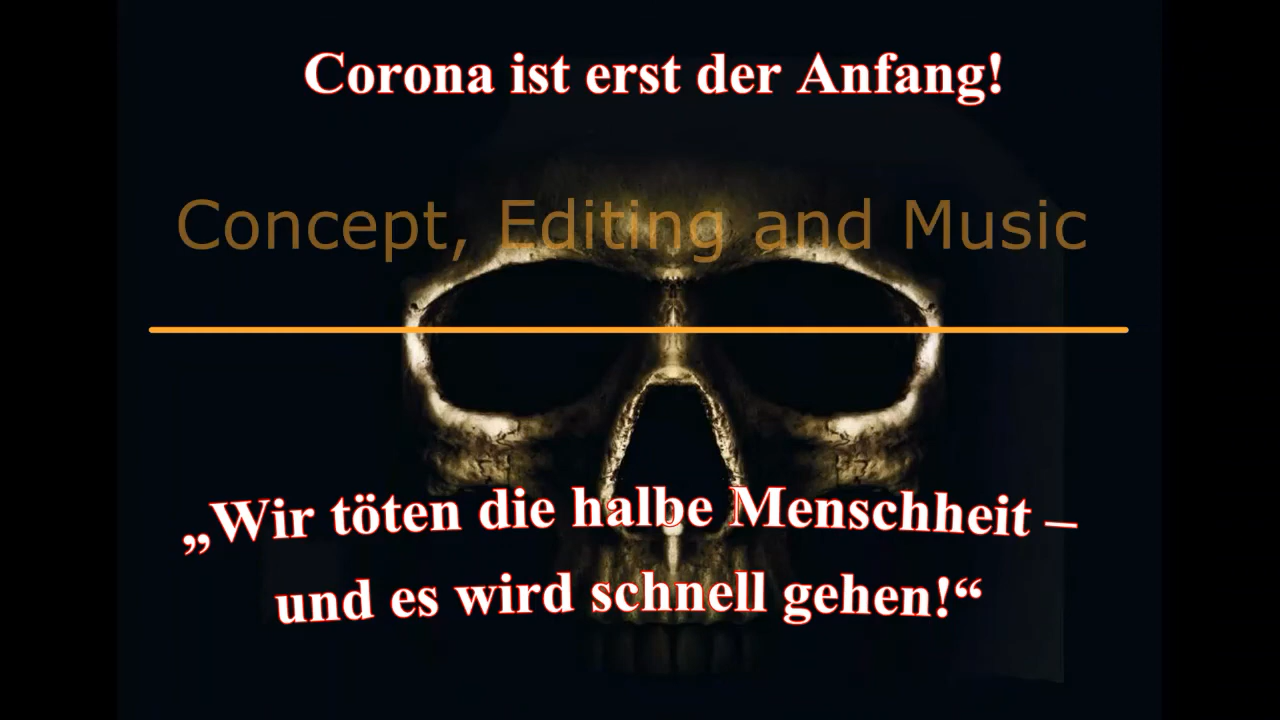 Corona ist erst der Anfang!
Concept, Editing and Music
„Wir töten die halbe Menschheit –
und es wird schnell gehen!“